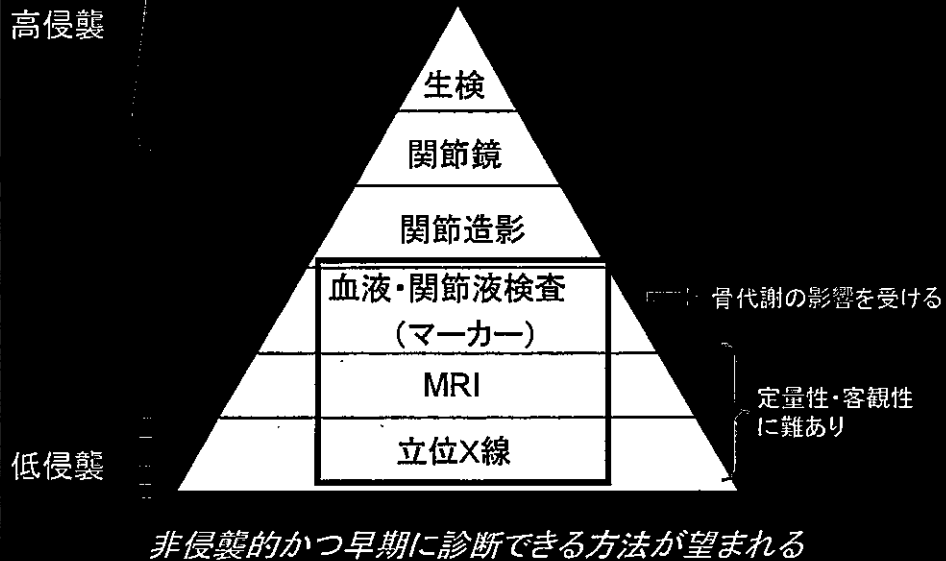 高侵襲
生検
関節鏡
関節造影
血液・関節液検査
(マーカー)
骨代謝の影響を受ける
MRI
定量性・客観性
に難あり
立位X線
低侵襲
非侵襲的かつ早期に診断できる方法が望まれる